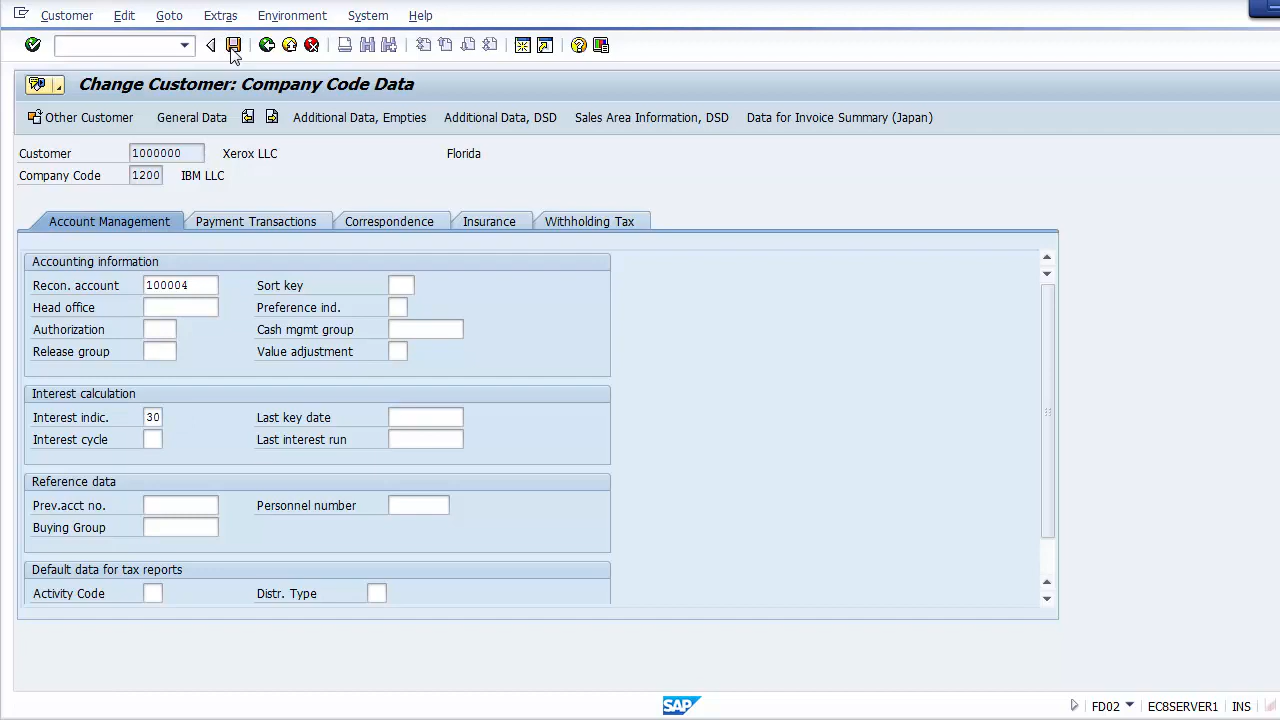 Customer Edit Goto Extras Environment System Help
Change Customer: Company Code Data
Other Customer General Data Additional Data, Empties Additional Data, DSD Sales Area Information, DSD Data for Invoice Summary (Japan)
Customer 1000000 Xerox LLC Florida
Company Code 1200 IBM LLC
Account Management Payment Transactions Correspondence Insurance Withholding Tax
Accounting information
Recon. account 100004 Sort key
Head office Preference ind.
Authorization Cash mgmt group
Release group Value adjustment
Interest calculation
Interest indic. 30 Last key date
Interest cycle Last interest run
Reference data
Prev.acct no. Personnel number
Buying Group
Default data for tax reports
Activity Code Distr. Type
SAP FD02 EC8SERVER1 INS